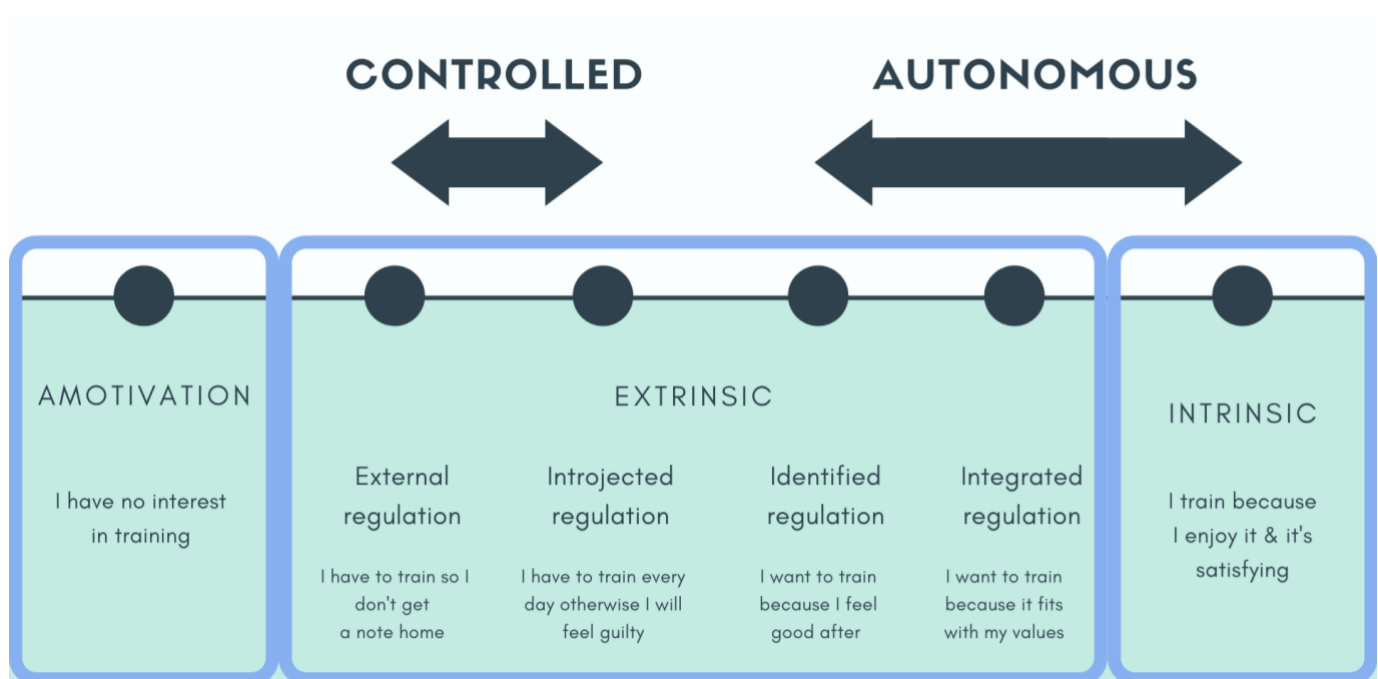 CONTROLLED
AUTONOMOUS
AMOTIVATION
I have no interest
in training
EXTRINSIC
External
regulation
I have to train so I
don't get
a note home
Introjected
regulation
I have to train every
day otherwise I will
feel guilty
Identified
regulation
I want to train
because I feel
good after
Integrated
regulation
I want to train
because it fits
with my values
INTRINSIC
I train because
I enjoy it & it's
satisfying